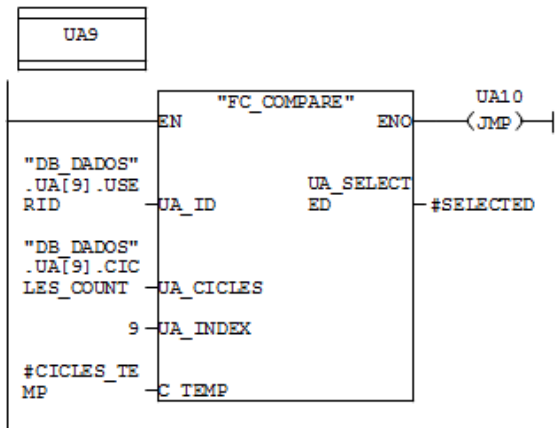 UA9
"FC_COMPARE"
UA10
EN
ENO
(JMP)
"DB_DADOS"
.UA[9].USE
RID
UA_ID
UA_SELECT
ED
#SELECTED
"DB_DADOS"
.UA[9].CIC
LES_COUNT
UA_CICLES
9
UA_INDEX
#CICLES_TE
MP
C_TEMP